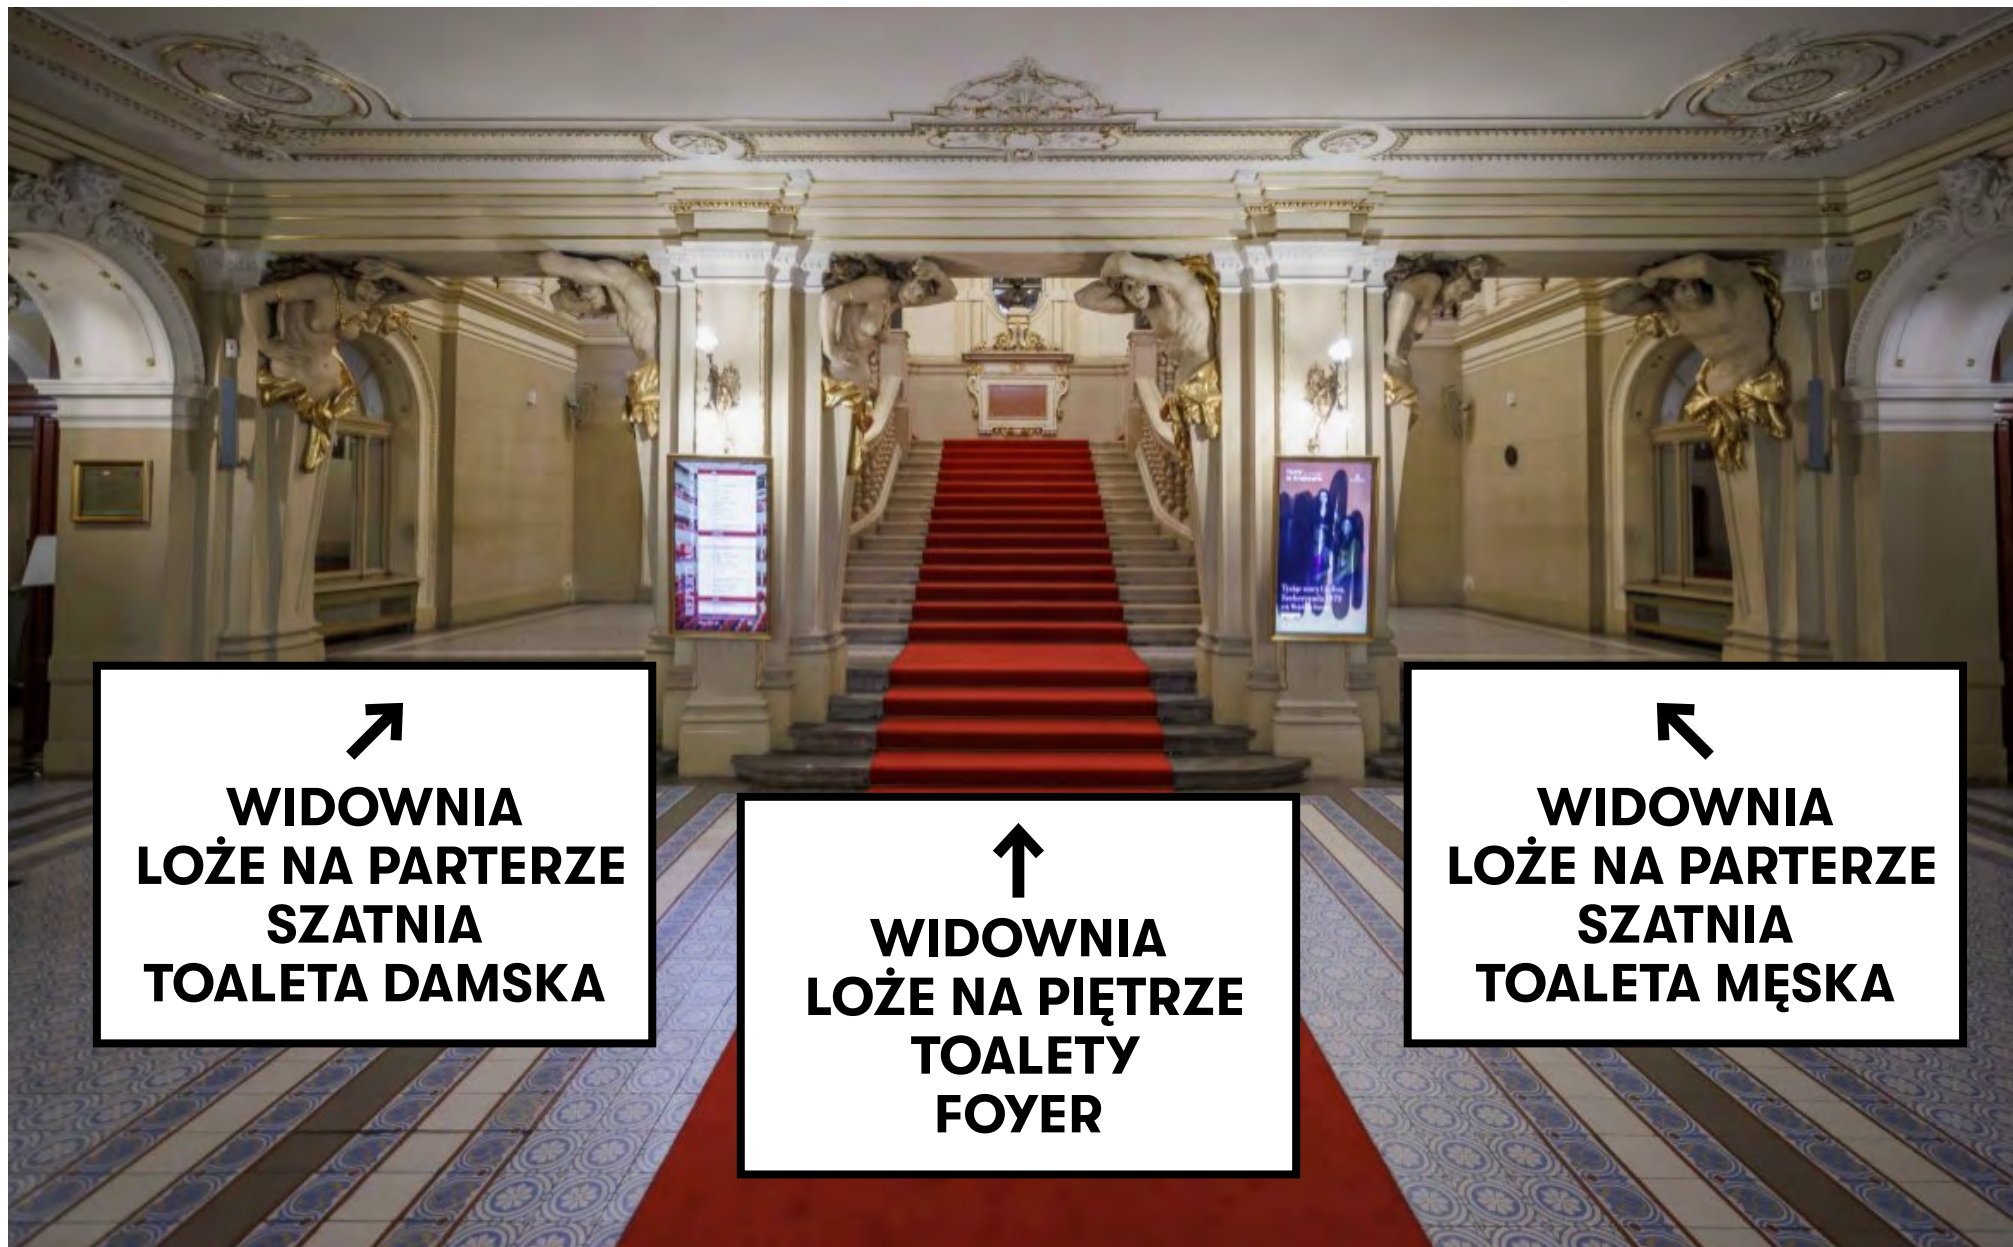 ↗
WIDOWNIA
LOŻE NA PARTERZE
SZATNIA
TOALETA DAMSKA
↑
WIDOWNIA
LOŻE NA PIĘTRZE
TOALETY
FOYER
↖
WIDOWNIA
LOŻE NA PARTERZE
SZATNIA
TOALETA MĘSKA